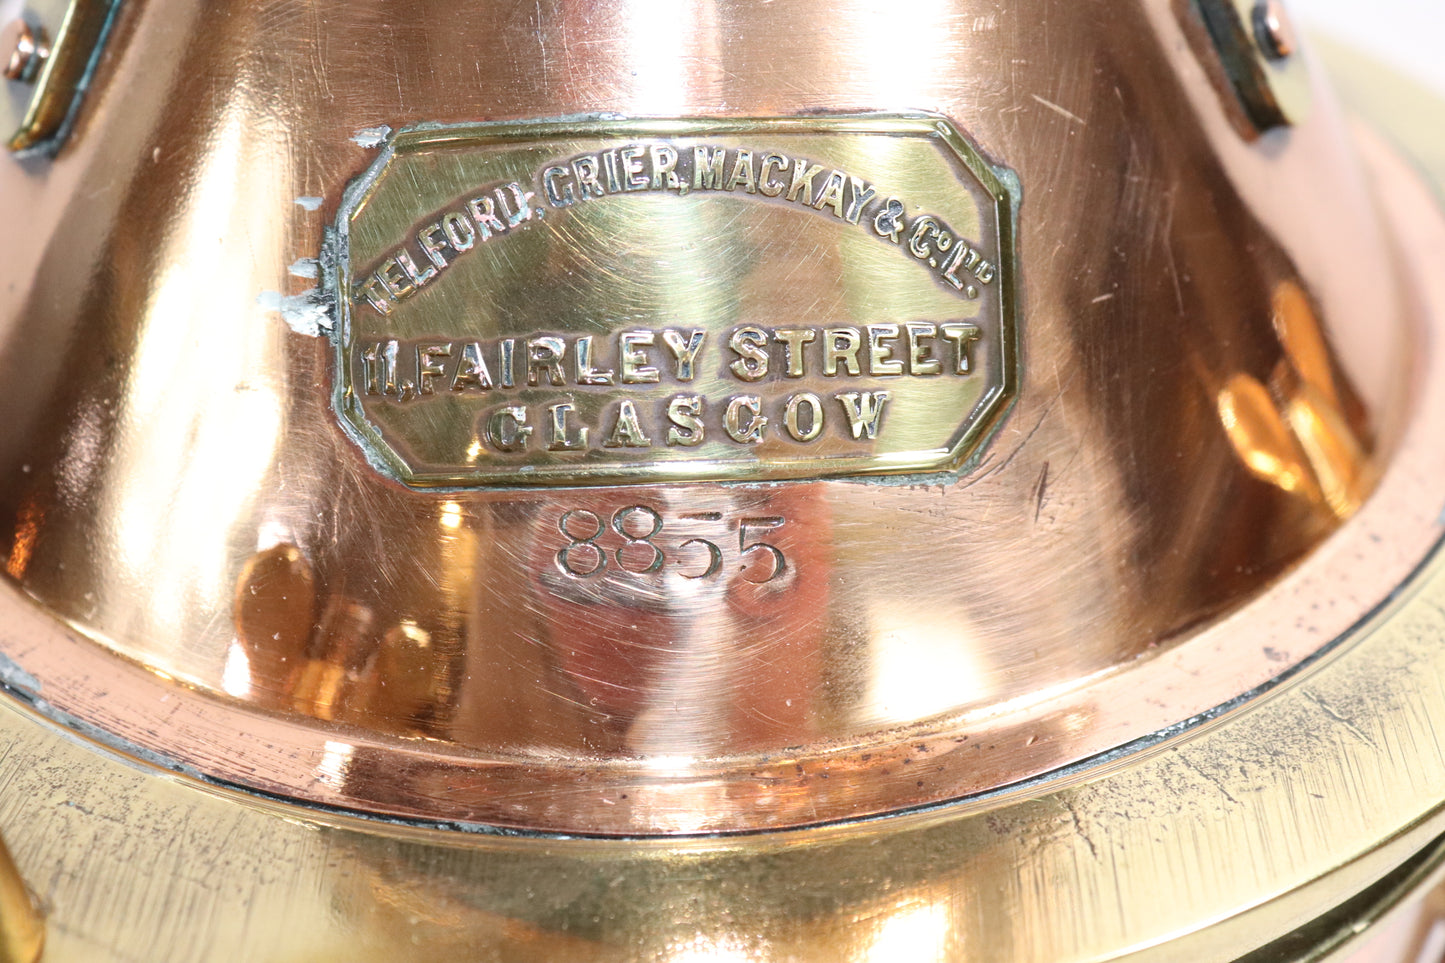 TELFORD, GRIER, MACKAY & Co. LTD.
11, FAIRLEY STREET
GLASGOW
8855